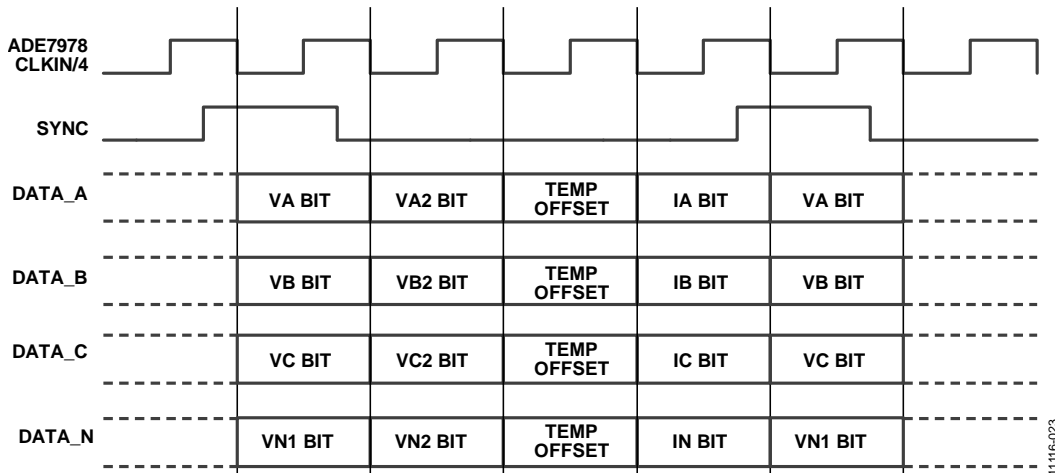 ADE7978
CLKIN/4
SYNC
DATA_A
VA BIT
VA2 BIT
TEMP
OFFSET
IA BIT
VA BIT
DATA_B
VB BIT
VB2 BIT
TEMP
OFFSET
IB BIT
VB BIT
DATA_C
VC BIT
VC2 BIT
TEMP
OFFSET
IC BIT
VC BIT
DATA_N
VN1 BIT
VN2 BIT
TEMP
OFFSET
IN BIT
VN1 BIT